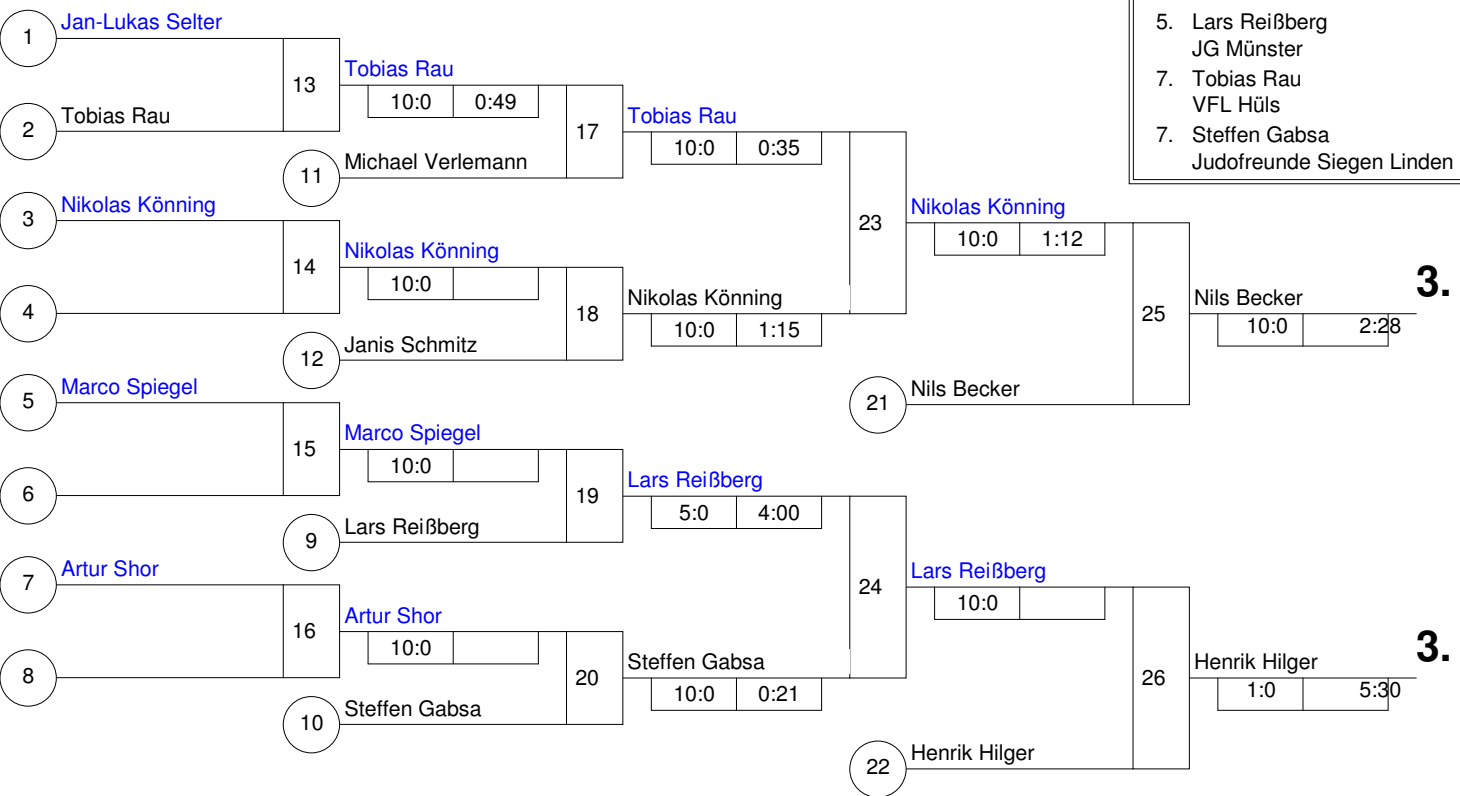 1 Jan-Lukas Selter
13
2 Tobias Rau
Tobias Rau
10:0 0:49
17
11 Michael Verlemann
Tobias Rau
10:0 0:35
3 Nikolas Könning
14
4
Nikolas Könning
10:0
18
12 Janis Schmitz
Nikolas Könning
10:0 1:15
23
Nikolas Könning
10:0 1:12
25
21 Nils Becker
Nils Becker
10:0 2:28
3.
5 Marco Spiegel
15
6
Marco Spiegel
10:0
19
9 Lars Reißberg
Lars Reißberg
5:0 4:00
7 Artur Shor
16
8
Artur Shor
10:0
20
10 Steffen Gabsa
Steffen Gabsa
10:0 0:21
24
Lars Reißberg
10:0
26
22 Henrik Hilger
Henrik Hilger
1:0 5:30
3.
5. Lars Reißberg
JG Münster
7. Tobias Rau
VFL Hüls
7. Steffen Gabsa
Judofreunde Siegen Linden